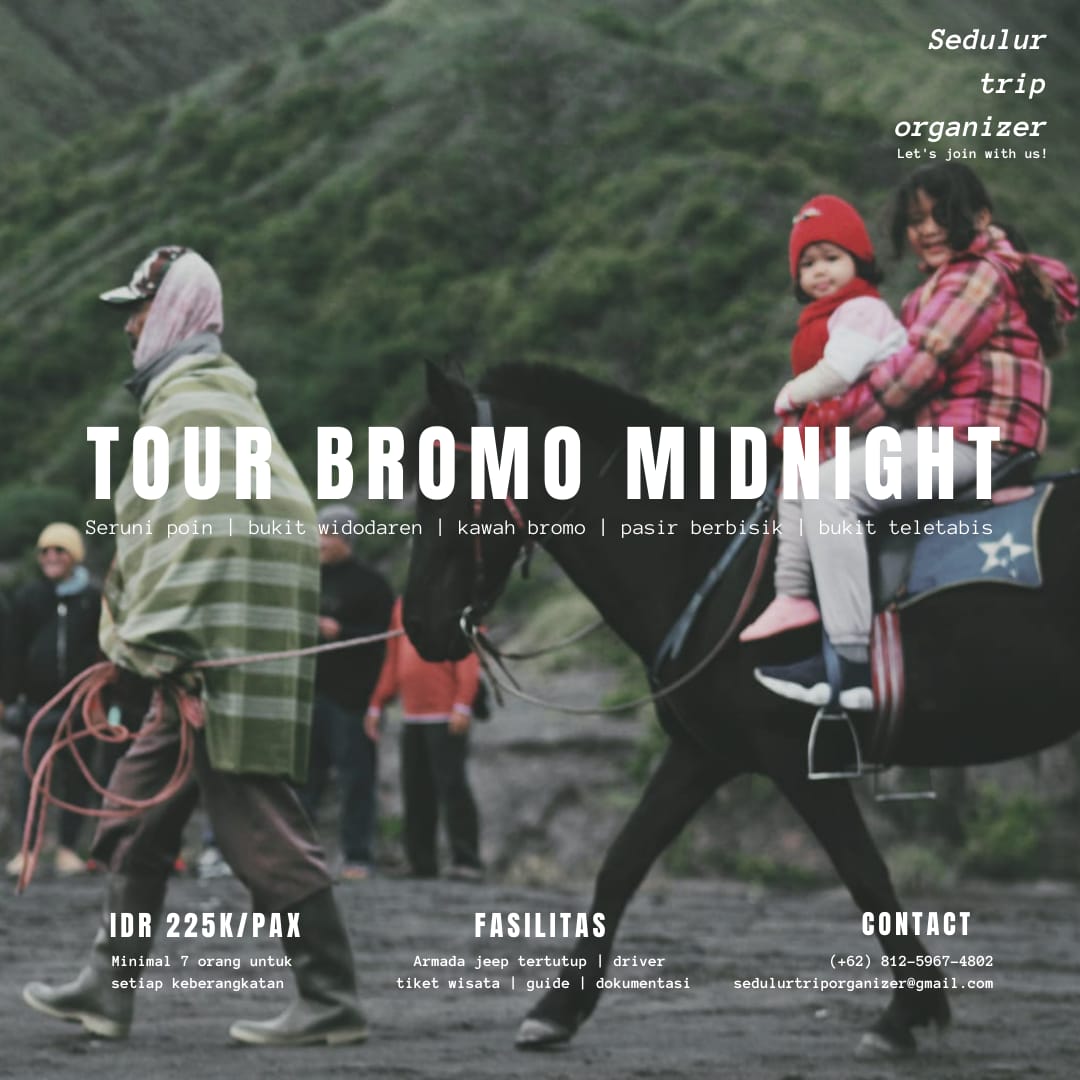 Sedulur
trip
organizer
Let's join with us!
TOUR BROMO MIDNIGHT
Seruni poin | bukit widodaren | kawah bromo | pasir berbisik | bukit teletabis
IDR 225K/PAX
Minimal 7 orang untuk
setiap keberangkatan
FASILITAS
Armada jeep tertutup | driver
tiket wisata | guide | dokumentasi
CONTACT
(+62) 812-5967-4802
sedulurtriporganizer@gmail.com